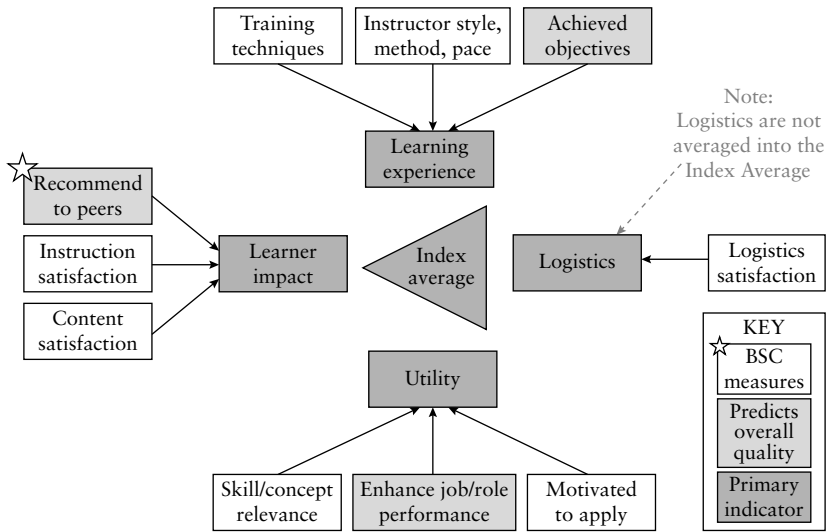 Training
techniques
Instructor style,
method, pace
Achieved
objectives
Learning
experience
Note:
Logistics are not
averaged into the
Index Average
Recommend
to peers
Instruction
satisfaction
Content
satisfaction
Learner
impact
Index
average
Logistics
Logistics
satisfaction
Utility
Skill/concept
relevance
Enhance job/role
performance
Motivated
to apply
KEY
BSC
measures
Predicts
overall
quality
Primary
indicator